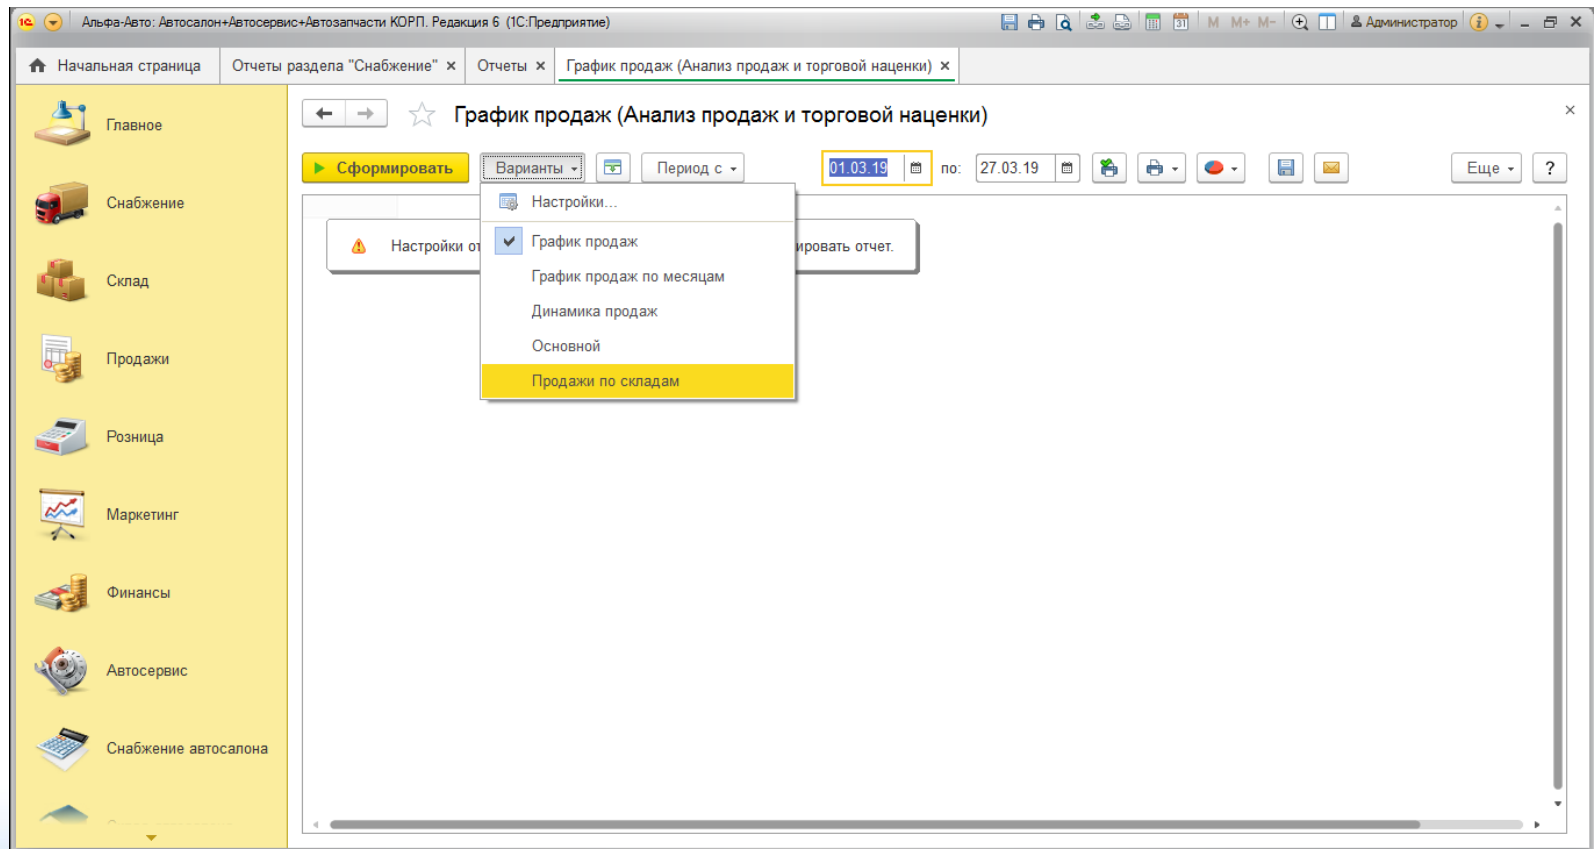 Альфа-Авто: Автосалон+Автосервис+Автозапчасти КОРП. Редакция 6 (1С:Предприятие)
M M+ M- Администратор
Начальная страница Отчеты раздела "Снабжение" Отчеты График продаж (Анализ продаж и торговой наценки)
График продаж (Анализ продаж и торговой наценки)
Сформировать Варианты Период с 01.03.19 по: 27.03.19 Еще ?
Настройки...
Настройки от ировать отчет.
График продаж
График продаж по месяцам
Динамика продаж
Основной
Продажи по складам
Главное
Снабжение
Склад
Продажи
Розница
Маркетинг
Финансы
Автосервис
Снабжение автосалона